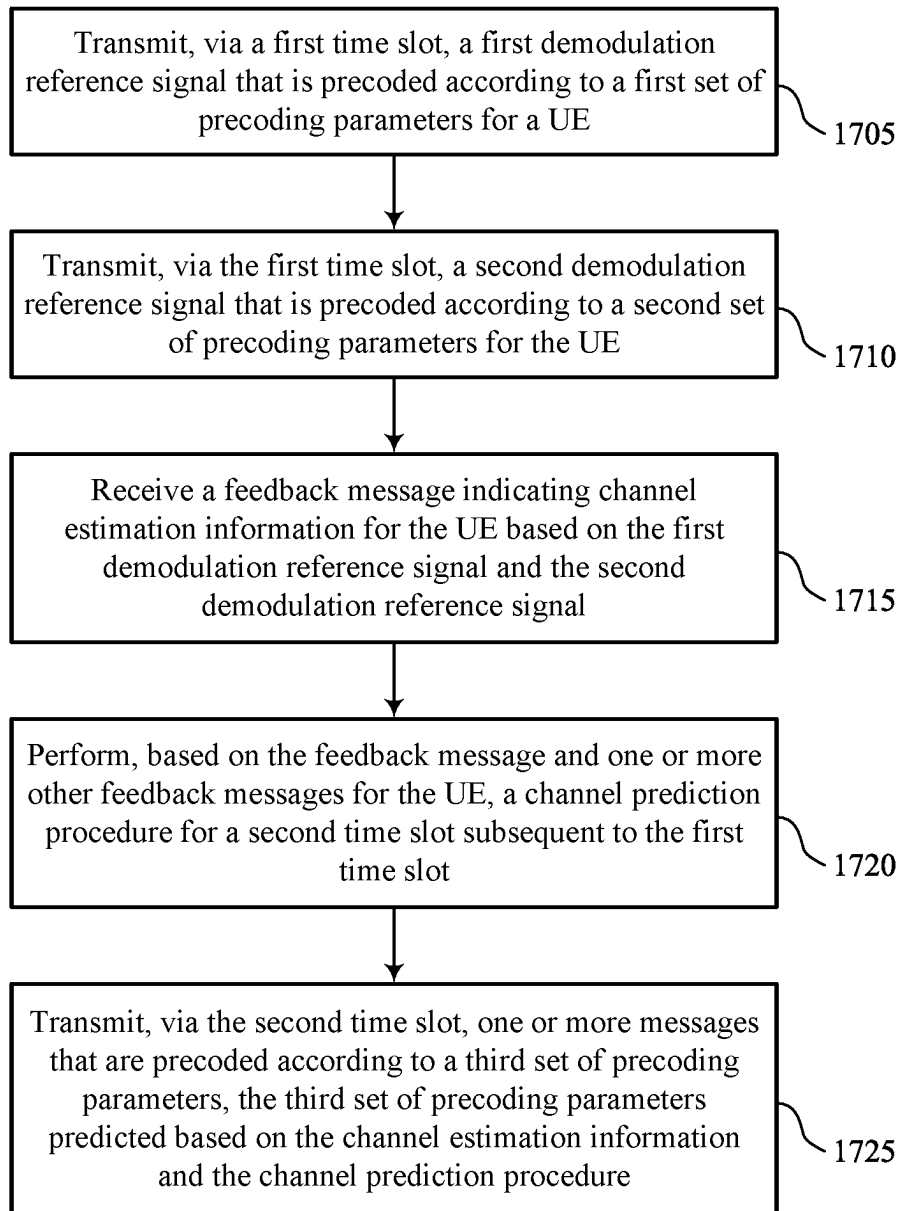 Transmit, via a first time slot, a first demodulation
reference signal that is precoded according to a first set of
precoding parameters for a UE
1705
Transmit, via the first time slot, a second demodulation
reference signal that is precoded according to a second set
of precoding parameters for the UE
1710
Receive a feedback message indicating channel
estimation information for the UE based on the first
demodulation reference signal and the second
demodulation reference signal
1715
Perform, based on the feedback message and one or more
other feedback messages for the UE, a channel prediction
procedure for a second time slot subsequent to the first
time slot
1720
Transmit, via the second time slot, one or more messages
that are precoded according to a third set of precoding
parameters, the third set of precoding parameters
predicted based on the channel estimation information
and the channel prediction procedure
1725